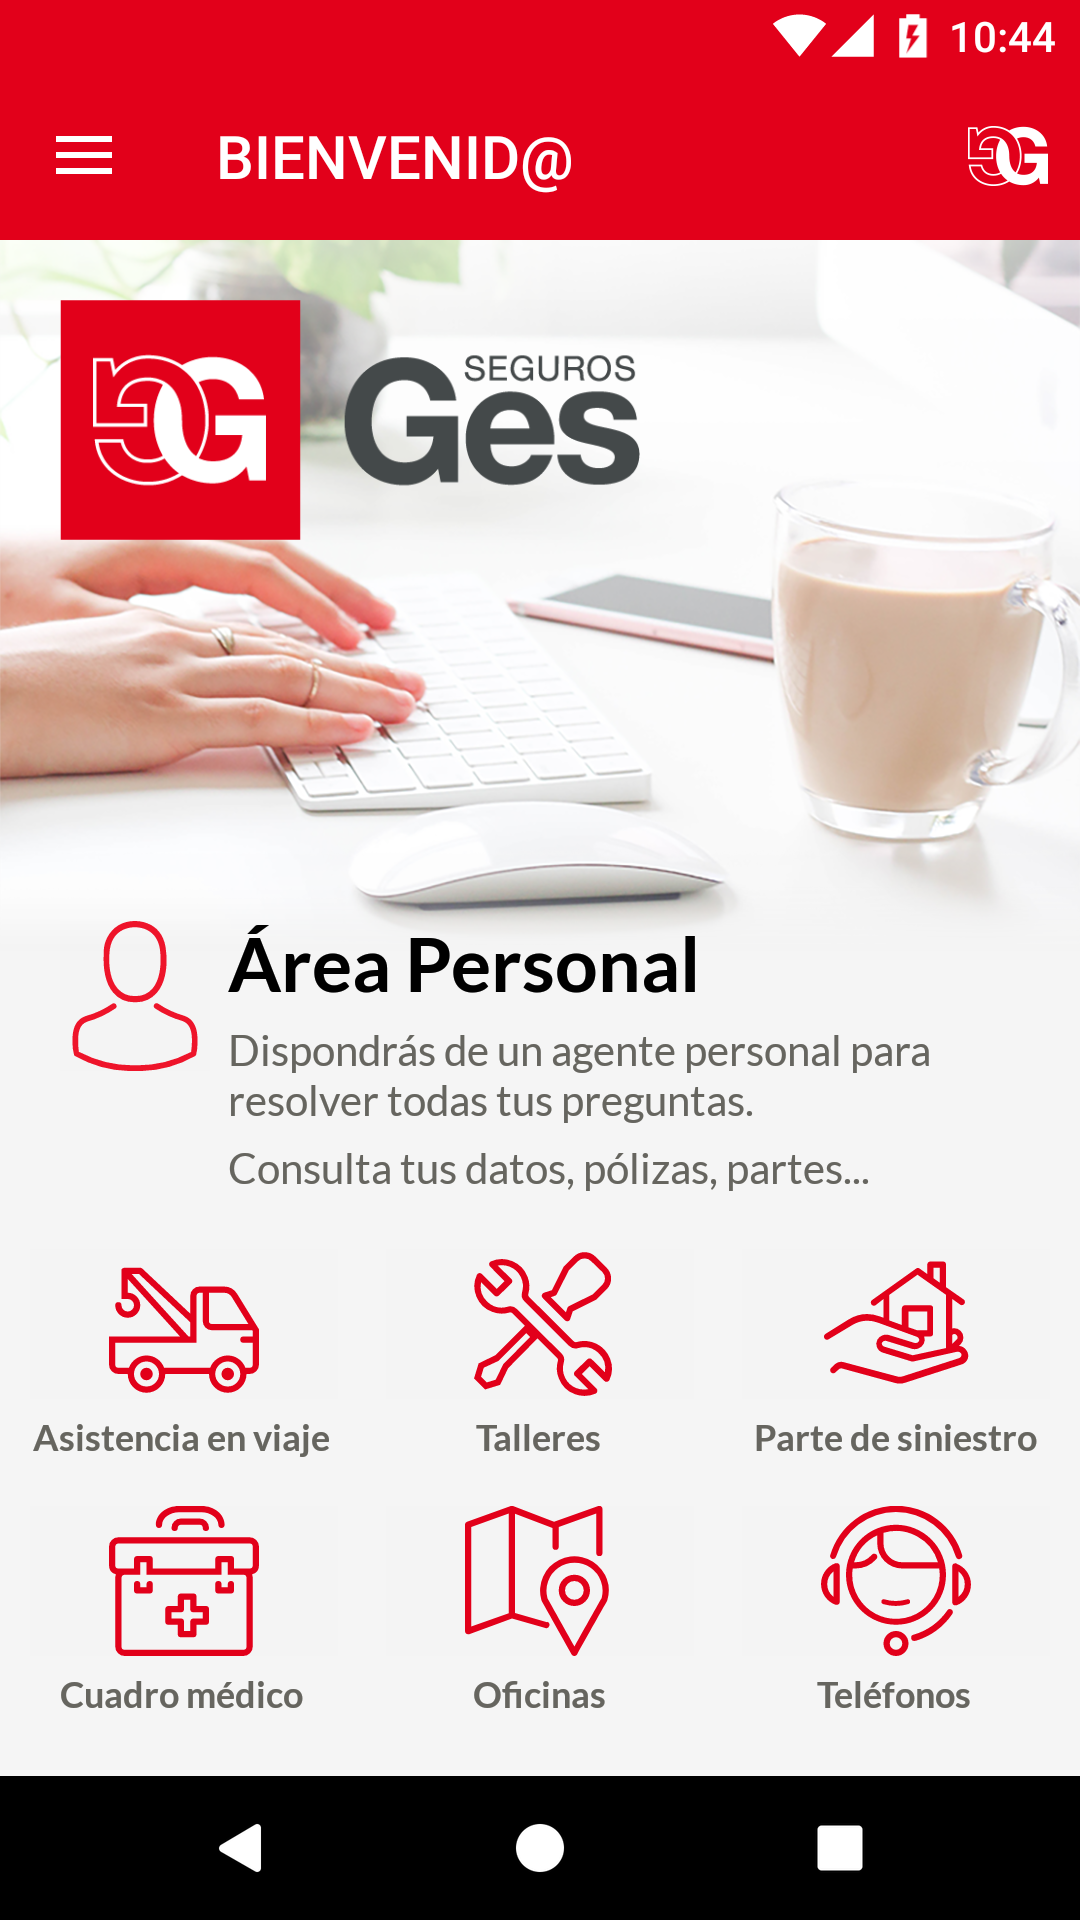 10:44
BIENVENID@
SEGUROS
Ges
Área Personal
Dispondrás de un agente personal para
resolver todas tus preguntas.
Consulta tus datos, pólizas, partes...
Asistencia en viaje
Talleres
Parte de siniestro
Cuadro médico
Oficinas
Teléfonos